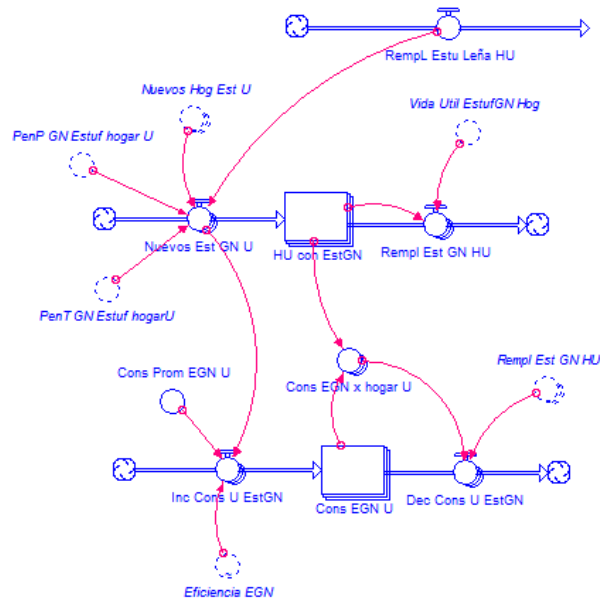 RempL Estu Leña HU
Nuevos Hog Est U
Vida Util EstufGN Hog
PenP GN Estuf hogar U
Nuevos Est GN U
HU con EstGN
Rempl Est GN HU
PenT GN Estuf hogarU
Cons Prom EGN U
Cons EGN x hogar U
Rempl Est GN HU
Inc Cons U EstGN
Cons EGN U
Dec Cons U EstGN
Eficiencia EGN